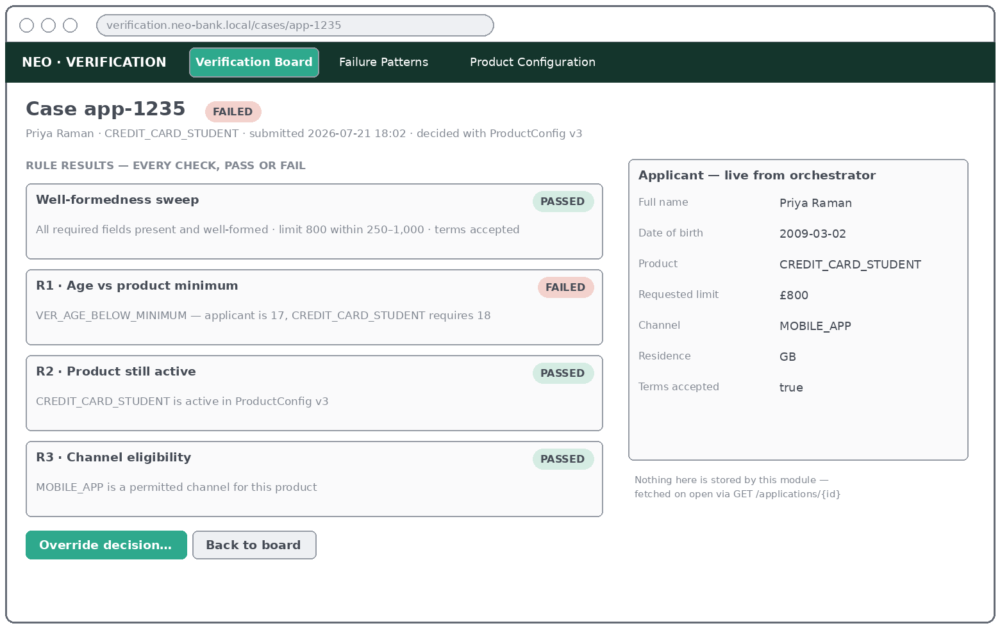 verification.neo-bank.local/cases/app-1235
NEO · VERIFICATION
Verification Board
Failure Patterns
Product Configuration
Case app-1235
FAILED
Priya Raman · CREDIT_CARD_STUDENT · submitted 2026-07-21 18:02 · decided with ProductConfig v3
RULE RESULTS — EVERY CHECK, PASS OR FAIL
Well-formedness sweep
PASSED
All required fields present and well-formed · limit 800 within 250–1,000 · terms accepted
R1 · Age vs product minimum
FAILED
VER_AGE_BELOW_MINIMUM — applicant is 17, CREDIT_CARD_STUDENT requires 18
R2 · Product still active
PASSED
CREDIT_CARD_STUDENT is active in ProductConfig v3
R3 · Channel eligibility
PASSED
MOBILE_APP is a permitted channel for this product
Override decision…
Back to board
Applicant — live from orchestrator
Full name Priya Raman
Date of birth 2009-03-02
Product CREDIT_CARD_STUDENT
Requested limit £800
Channel MOBILE_APP
Residence GB
Terms accepted true
Nothing here is stored by this module —
fetched on open via GET /applications/{id}